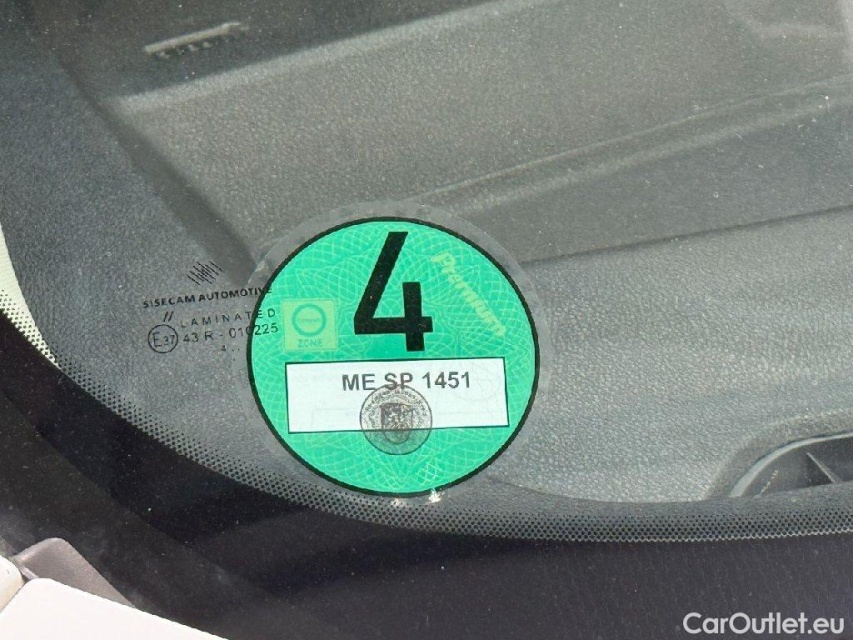 4
Premium
SISECAM AUTOMOTIVE
// LAMINATED
E37 43 R - 010225
ZONE
ME SP 1451
CarOutlet.eu